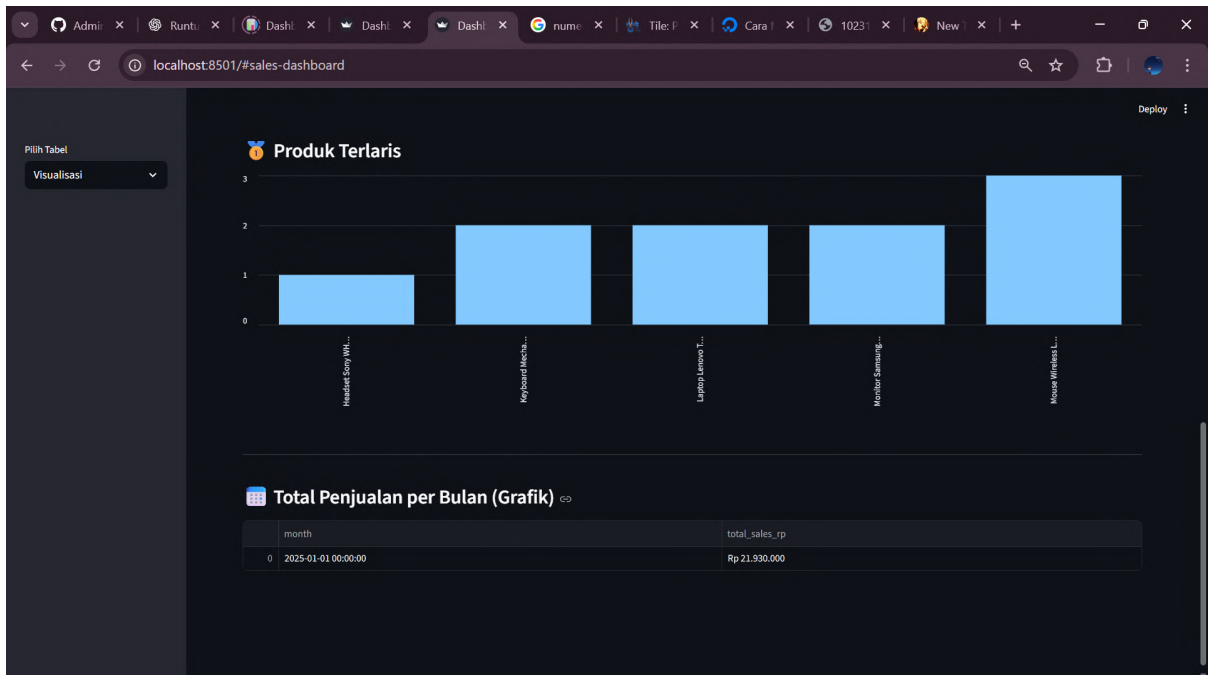 Admir
Runtu
Dashl
Dashl
Dashl
nume
Tile: P
Cara I
10231
New T
localhost:8501/#sales-dashboard
Deploy
Pilih Tabel
Visualisasi
Produk Terlaris
3
2
1
0
Headset Sony WH...
Keyboard Mecha...
Laptop Lenovo T...
Monitor Samsung...
Mouse Wireless L...
Total Penjualan per Bulan (Grafik)
month total_sales_rp
0 2025-01-01 00:00:00 Rp 21.930.000